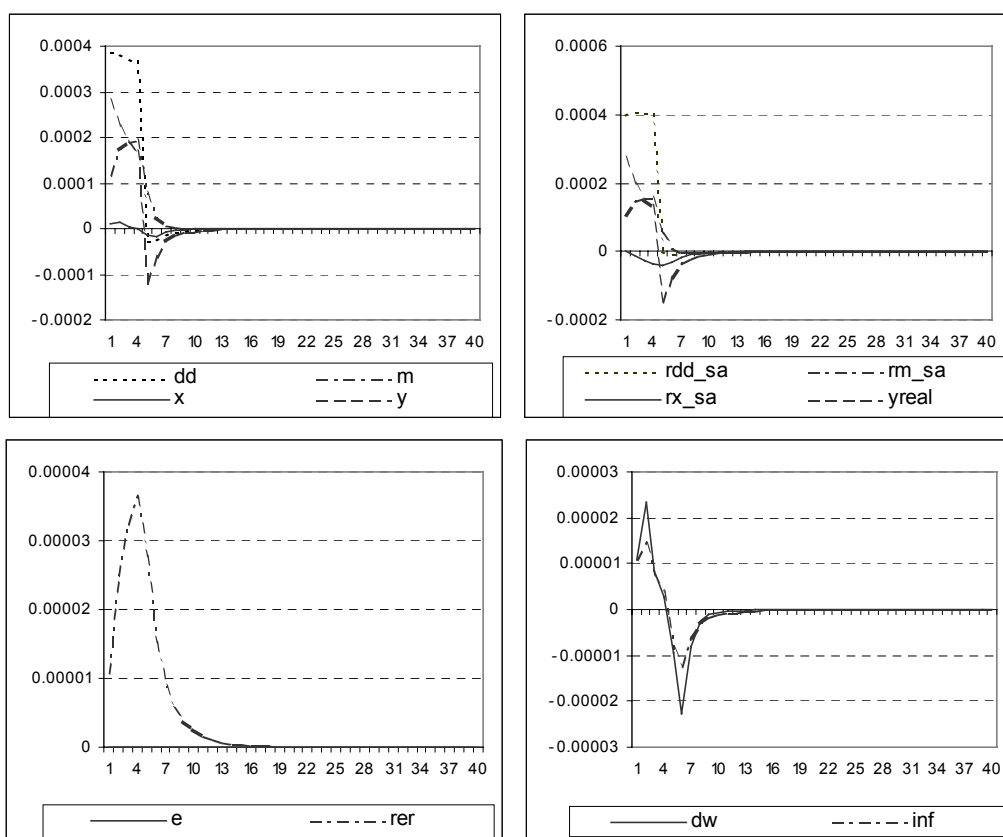 0.0004
0.0003
0.0002
0.0001
0
-0.0001
-0.0002
1 4 7 10 13 16 19 22 25 28 31 34 37 40
dd m
x y
0.0006
0.0004
0.0002
0
-0.0002
1 4 7 10 13 16 19 22 25 28 31 34 37 40
rdd_sa rm_sa
rx_sa yreal
0.00004
0.00003
0.00002
0.00001
0
1 4 7 10 13 16 19 22 25 28 31 34 37 40
e rer
0.00003
0.00002
0.00001
0
-0.00001
-0.00002
-0.00003
1 4 7 10 13 16 19 22 25 28 31 34 37 40
dw inf